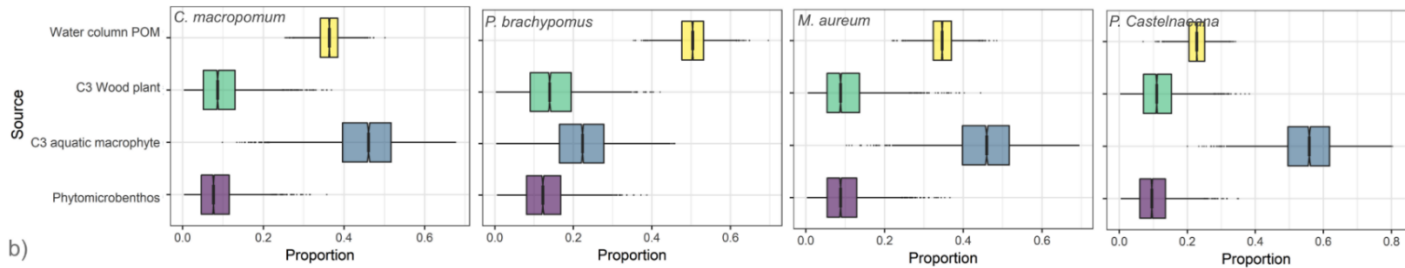 C. macropomum
P. brachypomus
M. aureum
P. Castelnaeana
Source
Water column POM
C3 Wood plant
C3 aquatic macrophyte
Phytomicrobenthos
0.0 0.2 0.4 0.6
0.0 0.2 0.4 0.6
0.0 0.2 0.4 0.6
0.0 0.2 0.4 0.6 0.8
b)
Proportion
Proportion
Proportion
Proportion